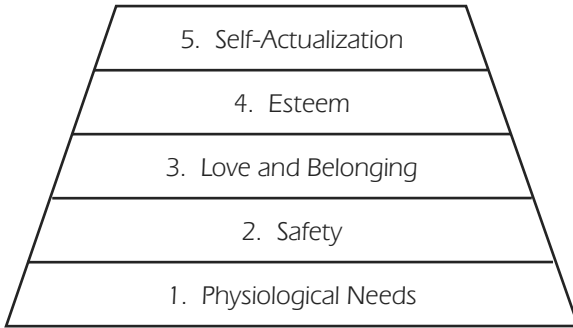 5. Self-Actualization
4. Esteem
3. Love and Belonging
2. Safety
1. Physiological Needs